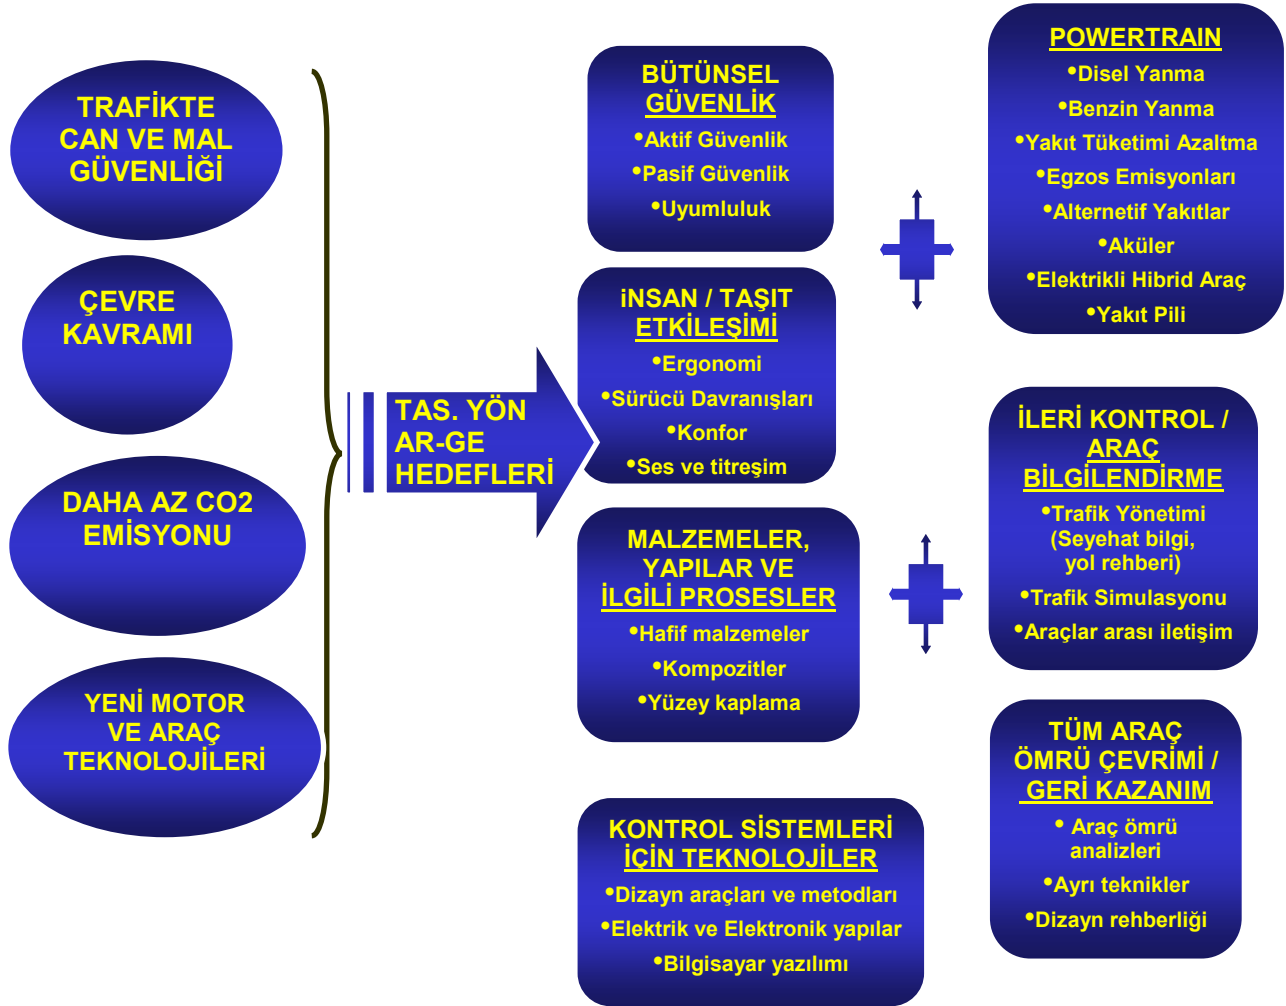 TRAFİKTE
CAN VE MAL
GÜVENLİĞİ
ÇEVRE
KAVRAMI
DAHA AZ CO2
EMİSYONU
YENİ MOTOR
VE ARAÇ
TEKNOLOJİLERİ
TAS. YÖN
AR-GE
HEDEFLERİ
BÜTÜNSEL
GÜVENLİK
•Aktif Güvenlik
•Pasif Güvenlik
•Uyumluluk
iNSAN / TAŞIT
ETKİLEŞİMİ
•Ergonomi
•Sürücü Davranışları
•Konfor
•Ses ve titreşim
MALZEMELER,
YAPILAR VE
İLGİLİ PROSESLER
•Hafif malzemeler
•Kompozitler
•Yüzey kaplama
KONTROL SİSTEMLERİ
İÇİN TEKNOLOJİLER
•Dizayn araçları ve metodları
•Elektrik ve Elektronik yapılar
•Bilgisayar yazılımı
POWERTRAIN
•Disel Yanma
•Benzin Yanma
•Yakıt Tüketimi Azaltma
•Egzos Emisyonları
•Alternetif Yakıtlar
•Aküler
•Elektrikli Hibrid Araç
•Yakıt Pili
İLERİ KONTROL /
ARAÇ
BİLGİLENDİRME
•Trafik Yönetimi
(Seyehat bilgi,
yol rehberi)
•Trafik Simulasyonu
•Araçlar arası iletişim
TÜM ARAÇ
ÖMRÜ ÇEVRİMİ /
GERİ KAZANIM
• Araç ömrü
analizleri
•Ayrı teknikler
•Dizayn rehberliği